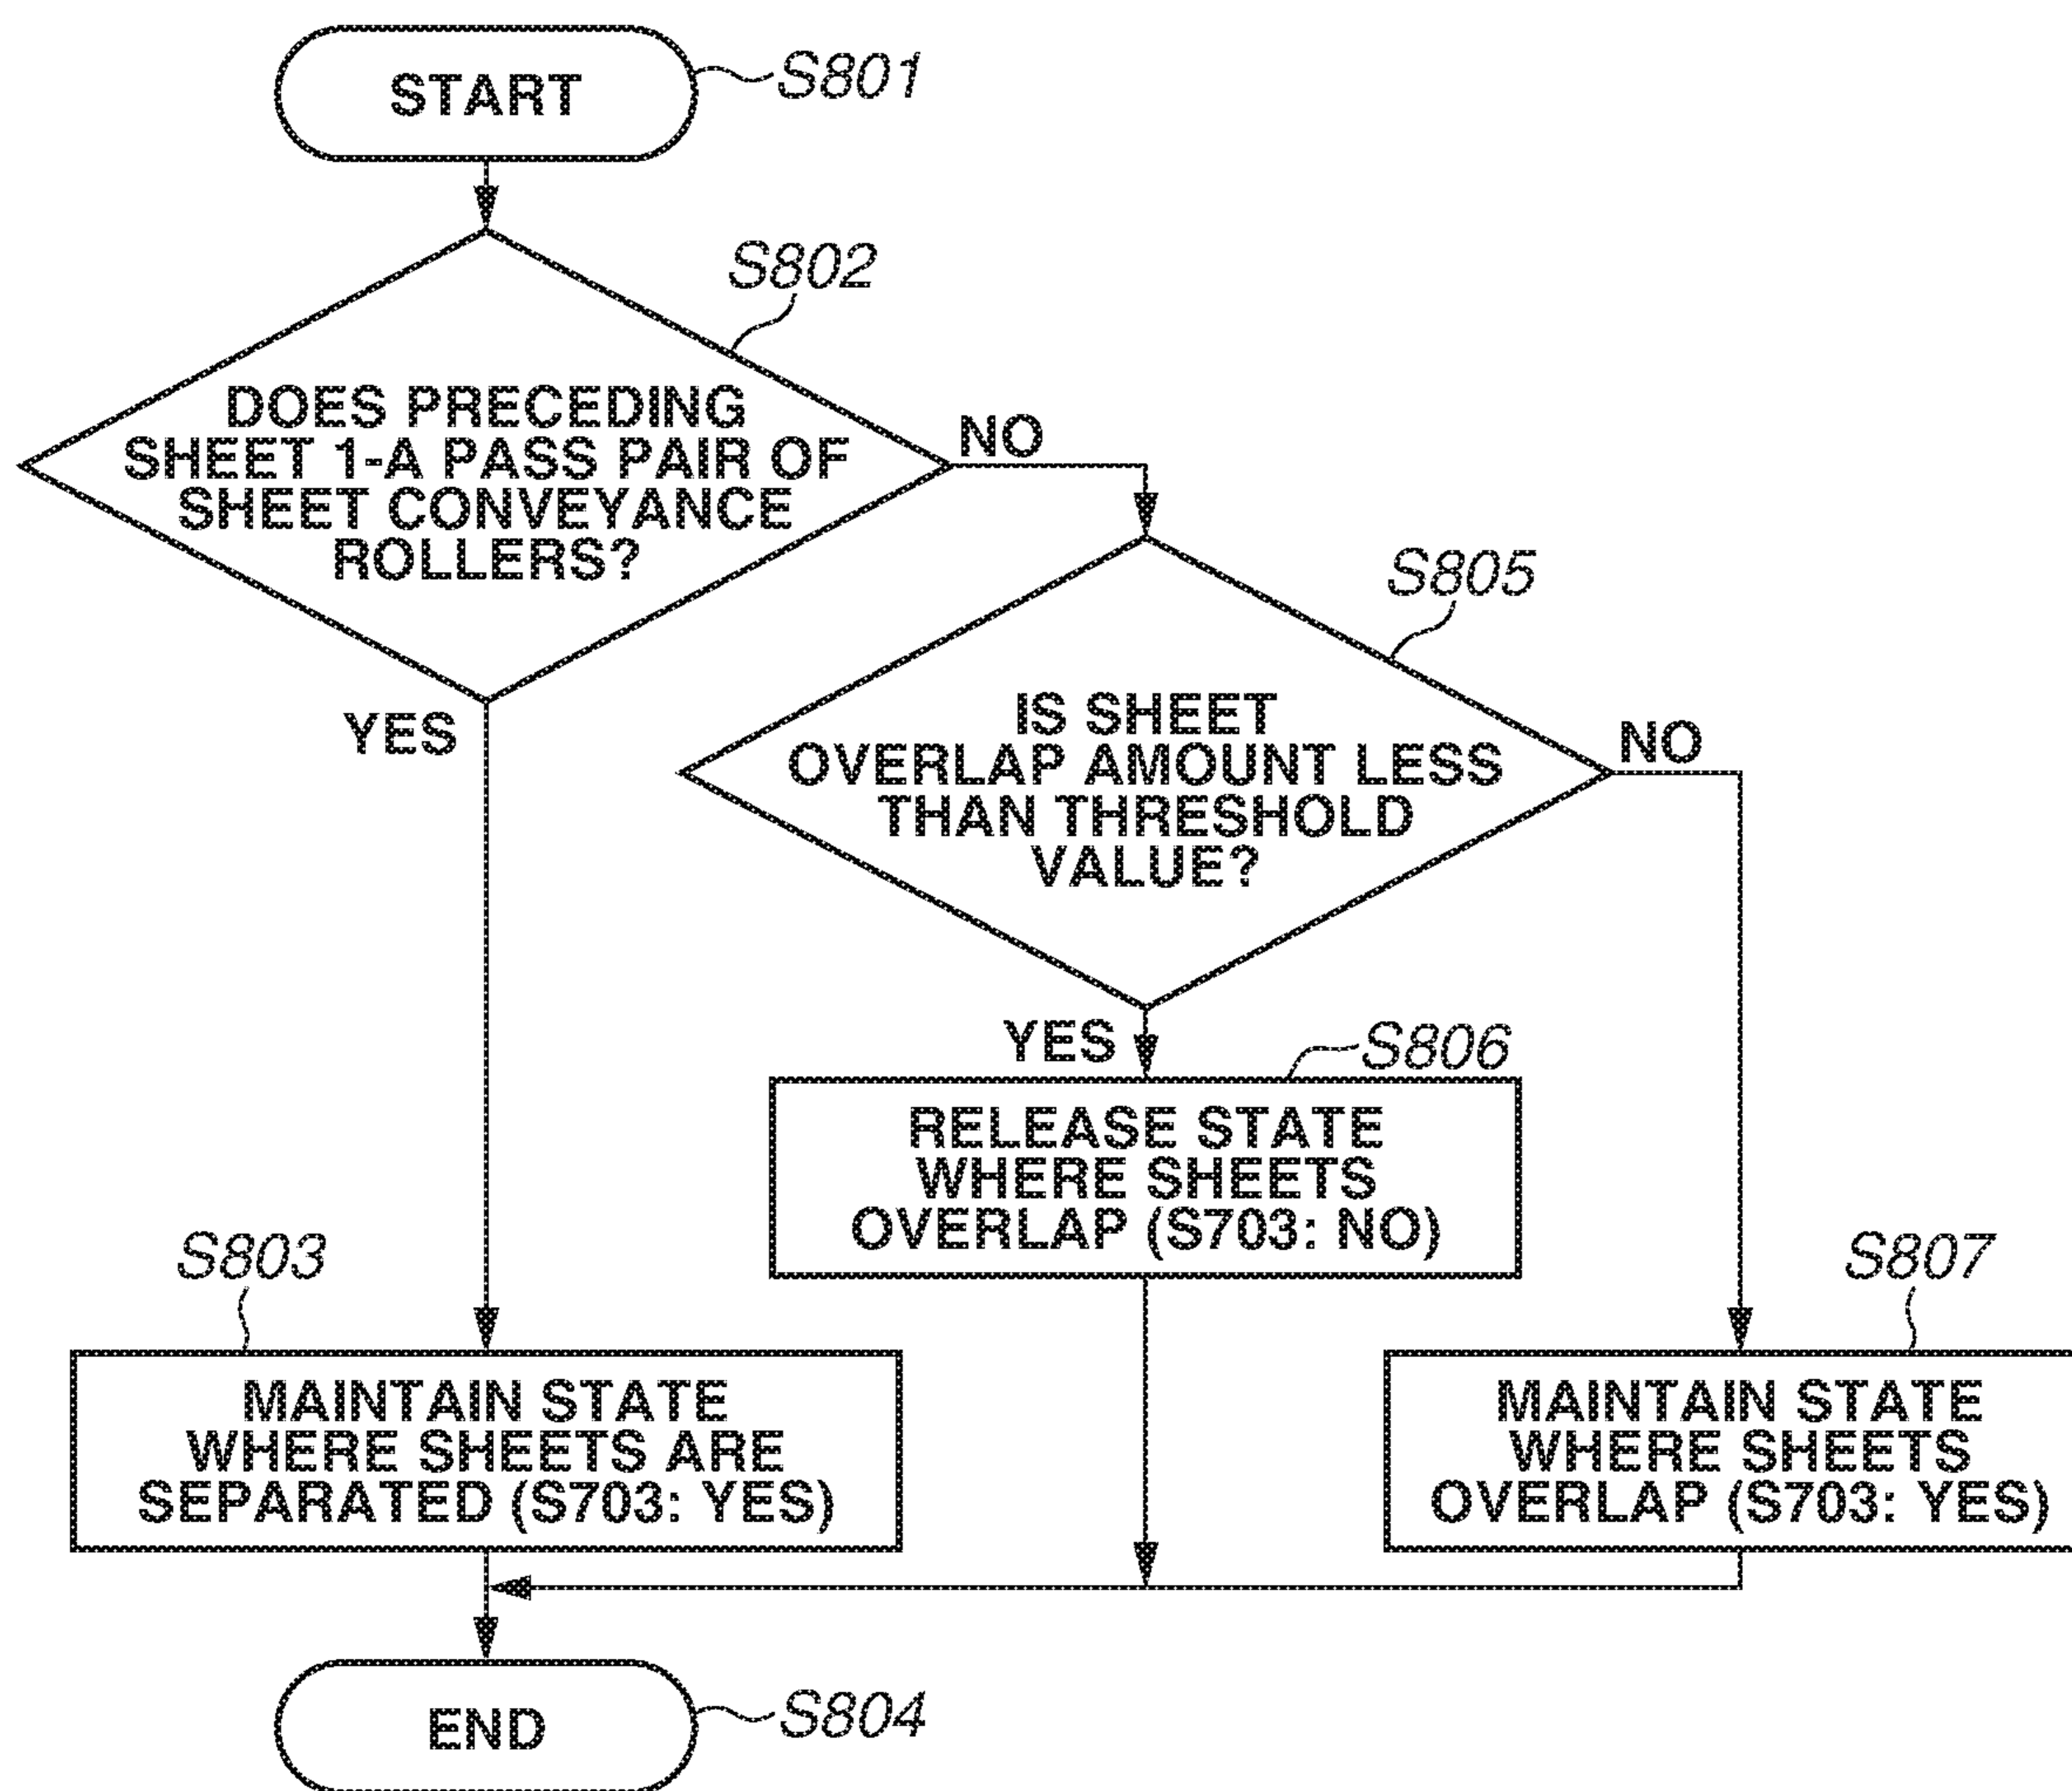 START
S801
S802
DOES PRECEDING
SHEET 1-A PASS PAIR OF
SHEET CONVEYANCE
ROLLERS?
NO
YES
S805
IS SHEET
OVERLAP AMOUNT LESS
THAN THRESHOLD
VALUE?
NO
YES
S806
RELEASE STATE
WHERE SHEETS
OVERLAP (S703: NO)
S803
MAINTAIN STATE
WHERE SHEETS ARE
SEPARATED (S703: YES)
S807
MAINTAIN STATE
WHERE SHEETS
OVERLAP (S703: YES)
END
S804